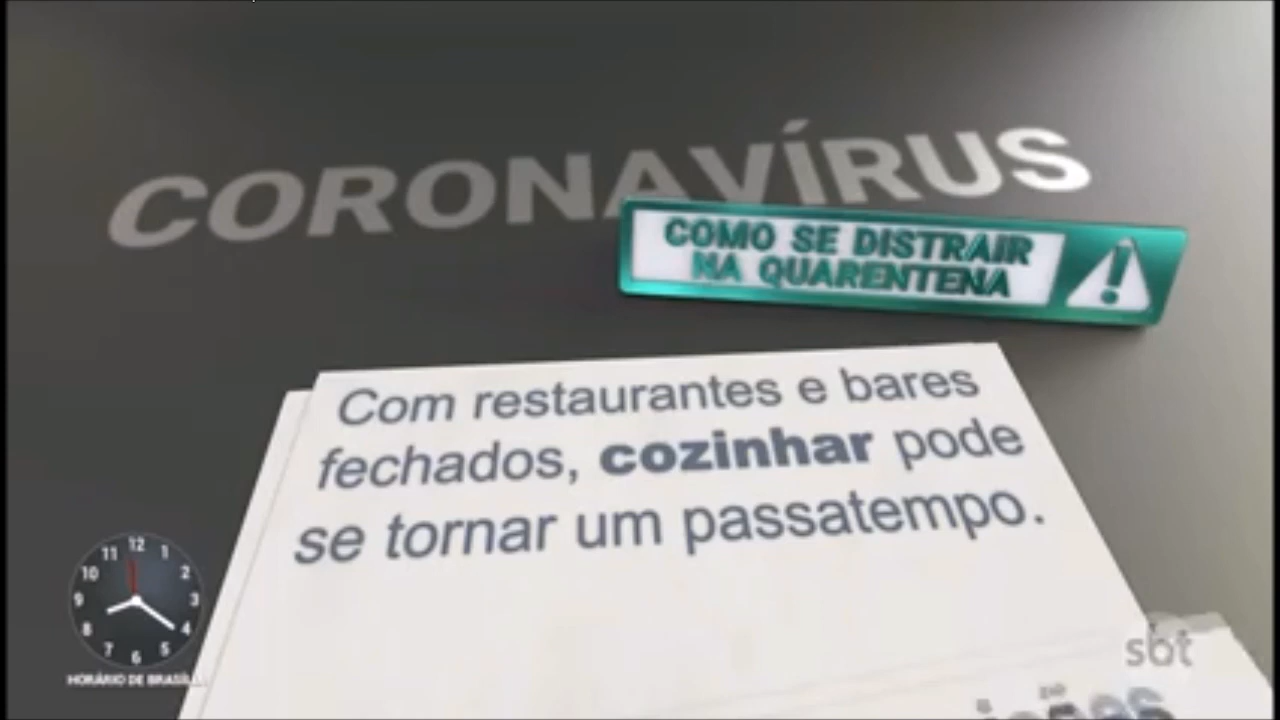 CORONAVÍRUS
COMO SE DISTRAIR
NA QUARENTENA
Com restaurantes e bares
fechados, cozinhar pode
se tornar um passatempo.
12
11 1
10 2
9 3
8 4
7 5
6
HORÁRIO DE BRASÍLIA
sbt